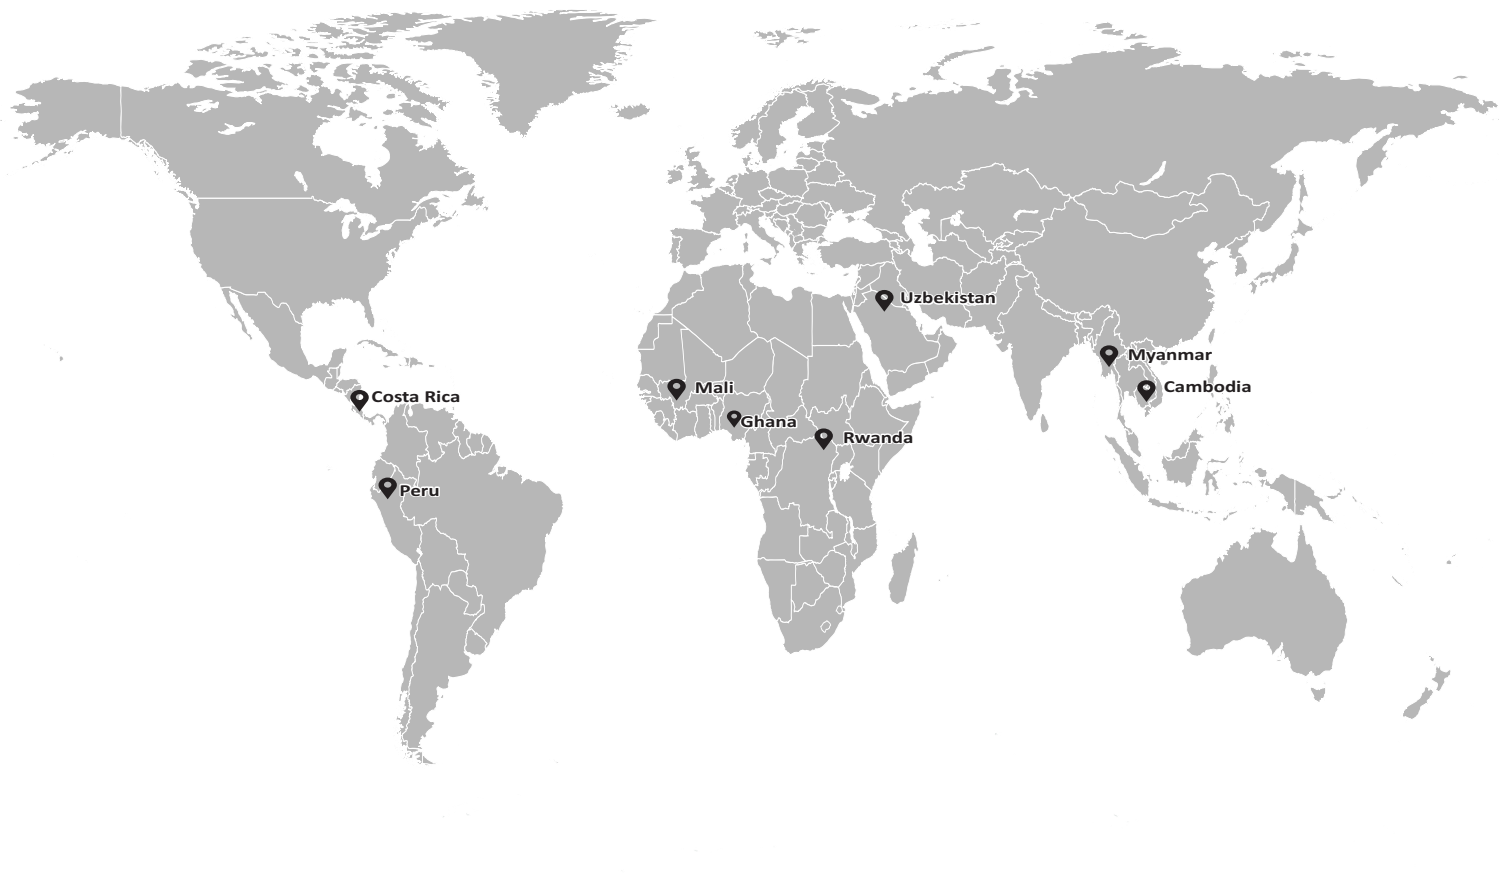 Uzbekistan
Myanmar
Cambodia
Mali
Costa Rica
Ghana
Rwanda
Peru